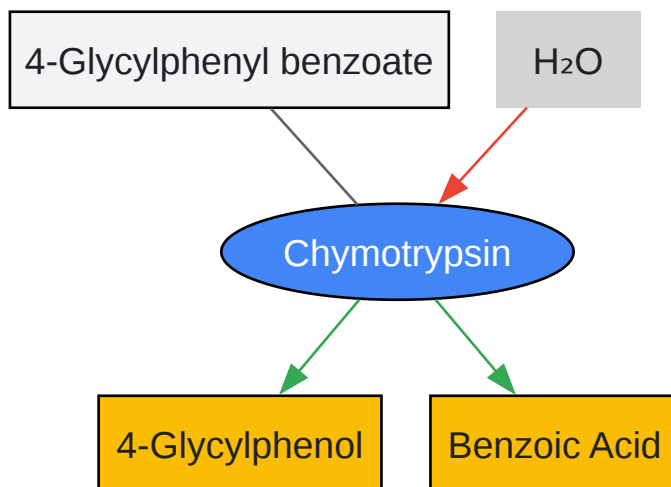 4-Glycylphenyl benzoate
H₂O
Chymotrypsin
4-Glycylphenol
Benzoic Acid